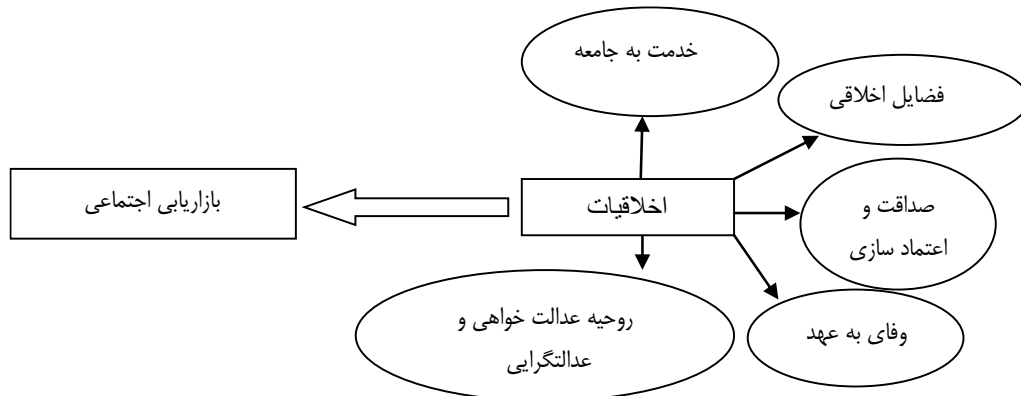 خدمت به جامعه
فضایل اخلاقی
اخلاقیات
بازاریابی اجتماعی
صداقت و
اعتماد سازی
روحیه عدالت خواهی و
عدالتگرایی
وفای به عهد